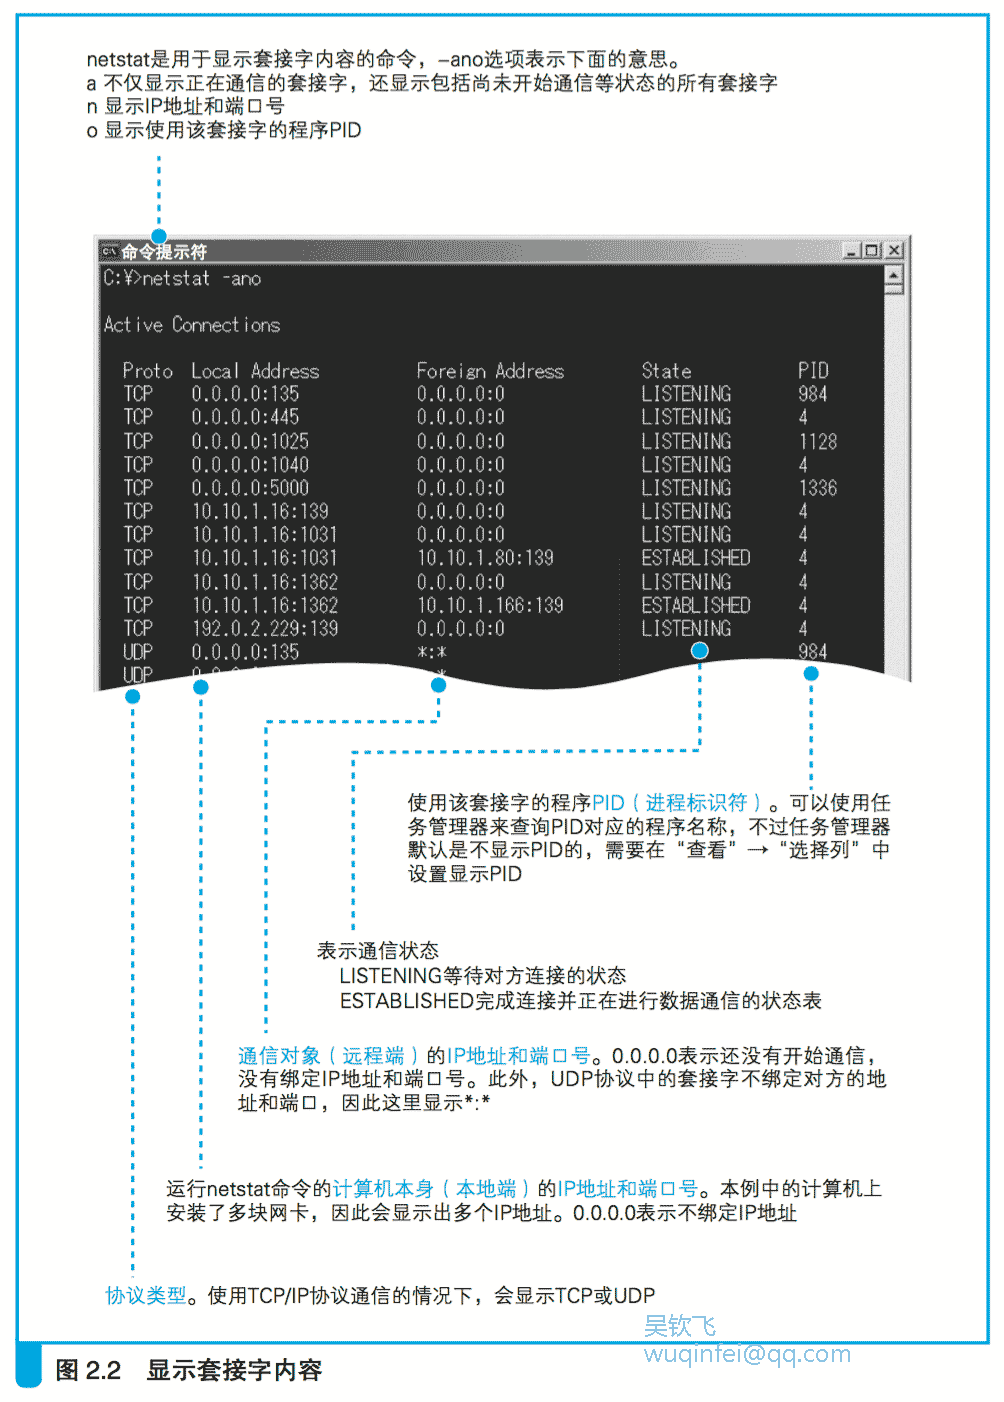 netstat是用于显示套接字内容的命令，–ano选项表示下面的意思。
a 不仅显示正在通信的套接字，还显示包括尚未开始通信等状态的所有套接字
n 显示IP地址和端口号
o 显示使用该套接字的程序PID
命令提示符
C:¥>netstat -ano
Active Connections
Proto Local Address Foreign Address State PID
TCP 0.0.0.0:135 0.0.0.0:0 LISTENING 984
TCP 0.0.0.0:445 0.0.0.0:0 LISTENING 4
TCP 0.0.0.0:1025 0.0.0.0:0 LISTENING 1128
TCP 0.0.0.0:1040 0.0.0.0:0 LISTENING 4
TCP 0.0.0.0:5000 0.0.0.0:0 LISTENING 1336
TCP 10.10.1.16:139 0.0.0.0:0 LISTENING 4
TCP 10.10.1.16:1031 0.0.0.0:0 LISTENING 4
TCP 10.10.1.16:1031 10.10.1.80:139 ESTABLISHED 4
TCP 10.10.1.16:1362 0.0.0.0:0 LISTENING 4
TCP 10.10.1.16:1362 10.10.1.166:139 ESTABLISHED 4
TCP 192.0.2.229:139 0.0.0.0:0 LISTENING 4
UDP 0.0.0.0:135 *:* 984
UDP
使用该套接字的程序PID（进程标识符）。可以使用任
务管理器来查询PID对应的程序名称，不过任务管理器
默认是不显示PID的，需要在“查看”→“选择列”中
设置显示PID
表示通信状态
LISTENING等待对方连接的状态
ESTABLISHED完成连接并正在进行数据通信的状态表
通信对象（远程端）的IP地址和端口号。0.0.0.0表示还没有开始通信，
没有绑定IP地址和端口号。此外，UDP协议中的套接字不绑定对方的地
址和端口，因此这里显示*:*
运行netstat命令的计算机本身（本地端）的IP地址和端口号。本例中的计算机上
安装了多块网卡，因此会显示出多个IP地址。0.0.0.0表示不绑定IP地址
协议类型。使用TCP/IP协议通信的情况下，会显示TCP或UDP
吴钦飞
wuqinfei@qq.com
图 2.2 显示套接字内容